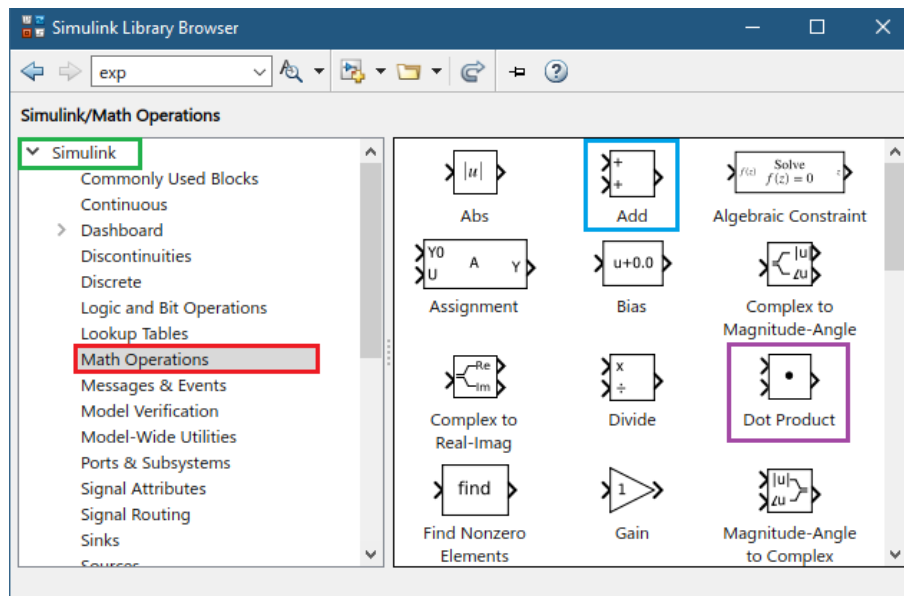 Simulink Library Browser
exp
Simulink/Math Operations
Simulink
Commonly Used Blocks
Continuous
Dashboard
Discontinuities
Discrete
Logic and Bit Operations
Lookup Tables
Math Operations
Messages & Events
Model Verification
Model-Wide Utilities
Ports & Subsystems
Signal Attributes
Signal Routing
Sinks
Sources
|u|
Abs
+
+
Add
f(z)
Solve
f(z) = 0
z
Algebraic Constraint
Y0
U
A
Y
Assignment
u+0.0
Bias
|u|
∠u
Complex to
Magnitude-Angle
Re
Im
Complex to
Real-Imag
×
÷
Divide
Dot Product
find
Find Nonzero
Elements
1
Gain
|u|
∠u
Magnitude-Angle
to Complex